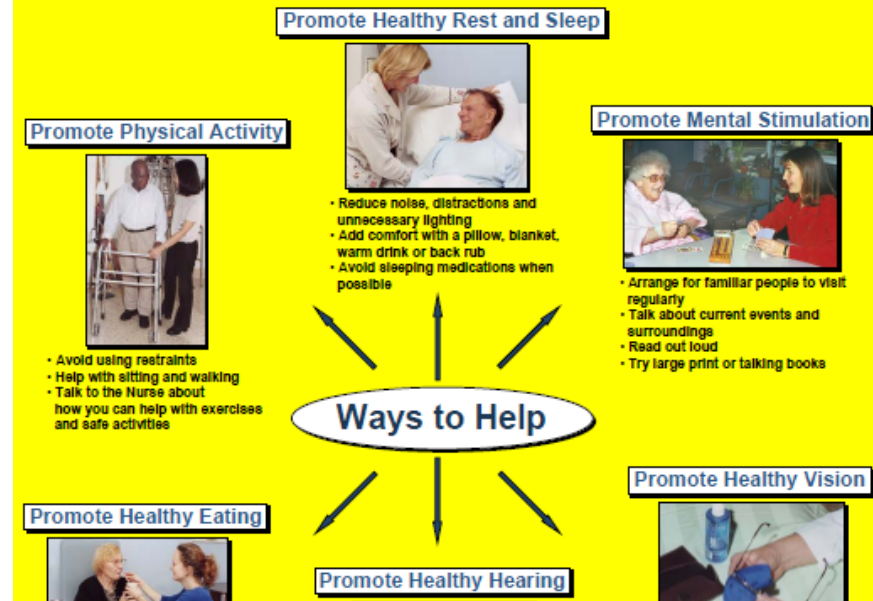 Promote Healthy Rest and Sleep
Promote Physical Activity
Promote Mental Stimulation
• Reduce noise, distractions and
unnecessary lighting
• Add comfort with a pillow, blanket,
warm drink or back rub
• Avoid sleeping medications when
possible
• Arrange for familiar people to visit
regularly
• Talk about current events and
surroundings
• Read out loud
• Try large print or talking books
• Avoid using restraints
• Help with sitting and walking
• Talk to the Nurse about
how you can help with exercises
and safe activities
Ways to Help
Promote Healthy Vision
Promote Healthy Eating
Promote Healthy Hearing